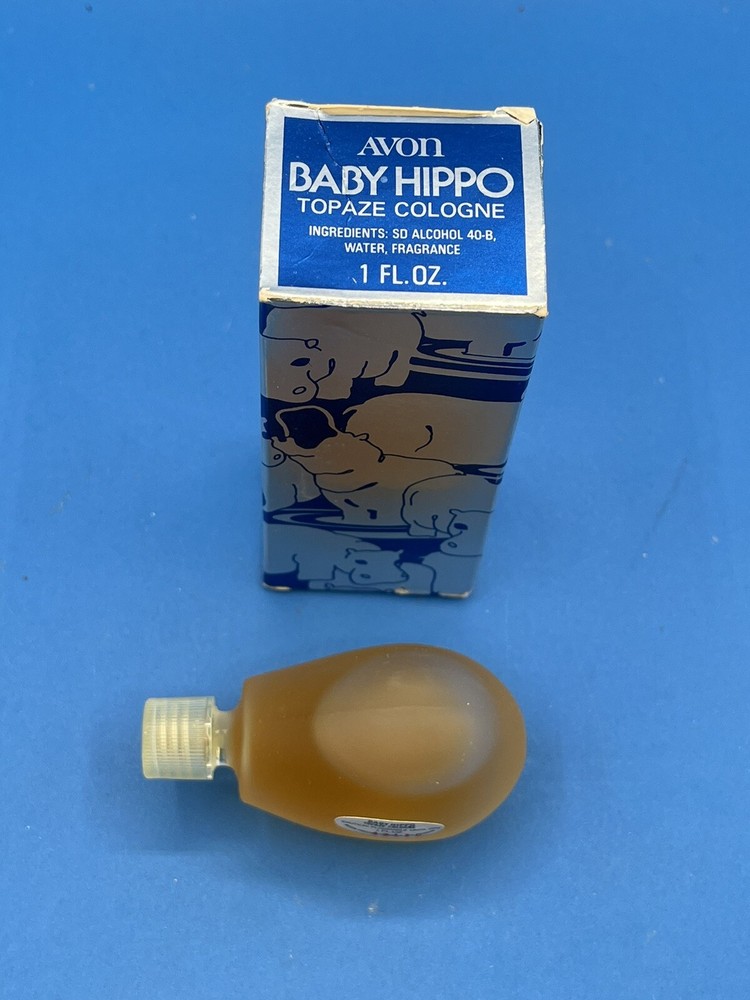 AVON
BABY HIPPO
TOPAZE COLOGNE
INGREDIENTS: SD ALCOHOL 40-B,
WATER, FRAGRANCE
1 FL.OZ.